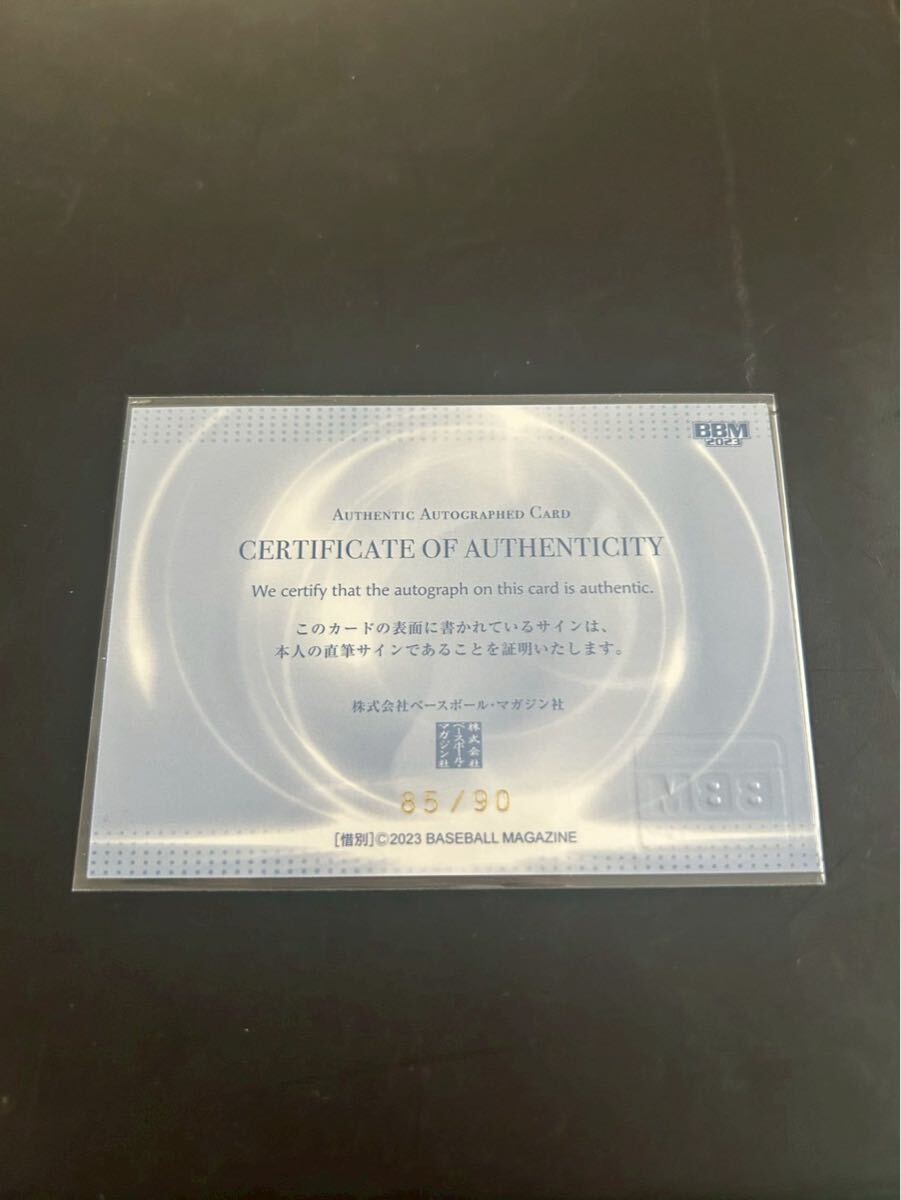 BBM
2023
AUTHENTIC AUTOGRAPHED CARD
CERTIFICATE OF AUTHENTICITY
We certify that the autograph on this card is authentic.
このカードの表面に書かれているサインは、
本人の直筆サインであることを証明いたします。
株式会社ベースボール・マガジン社
株式会社
ベースボール・
マガジン社
85/90
[惜別]©2023 BASEBALL MAGAZINE